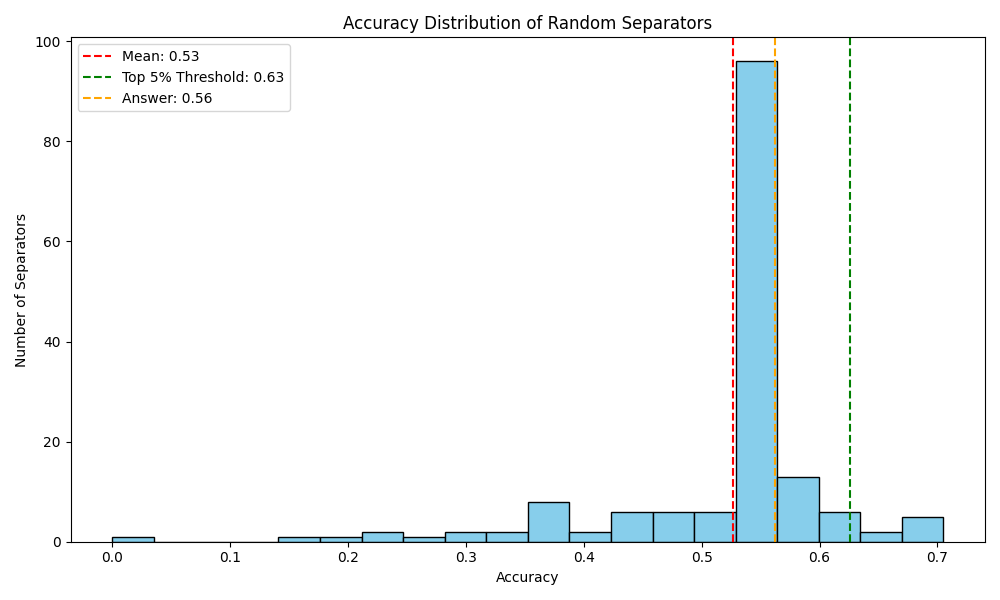 Accuracy Distribution of Random Separators
Mean: 0.53
Top 5% Threshold: 0.63
Answer: 0.56
Number of Separators
100
80
60
40
20
0
0.0 0.1 0.2 0.3 0.4 0.5 0.6 0.7
Accuracy